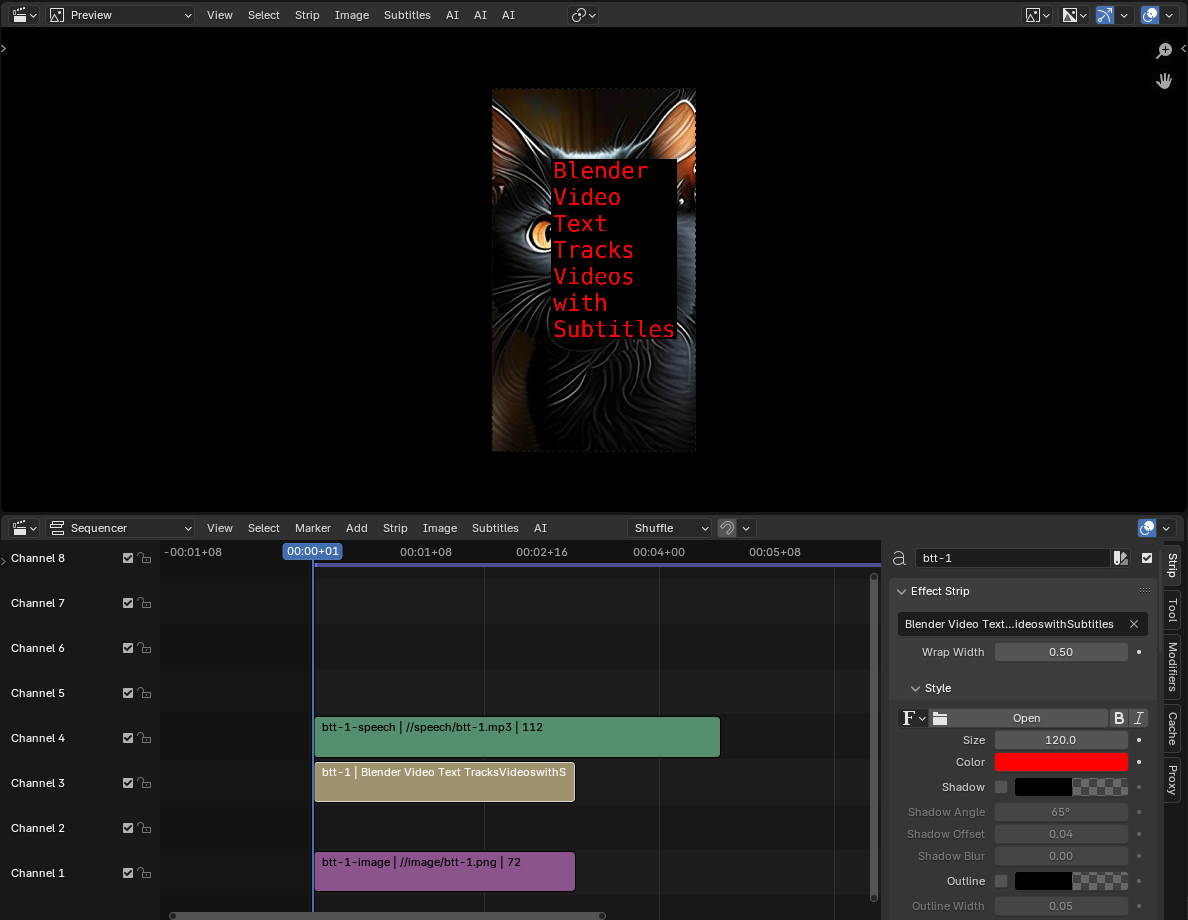 Preview View Select Strip Image Subtitles AI AI AI
Blender
Video
Text
Tracks
Videos
with
Subtitles
Sequencer View Select Marker Add Strip Image Subtitles AI Shuffle
-00:01+08 00:00+01 00:01+08 00:02+16 00:04+00 00:05+08
Channel 8
Channel 7
Channel 6
Channel 5
Channel 4
Channel 3
Channel 2
Channel 1
btt-1-speech | //speech/btt-1.mp3 | 112
btt-1 | Blender Video Text TracksVideoswithS
btt-1-image | //image/btt-1.png | 72
btt-1
Effect Strip
Blender Video Text...ideoswithSubtitles
Wrap Width 0.50
Style
F Open B I
Size 120.0
Color
Shadow
Shadow Angle 65°
Shadow Offset 0.04
Shadow Blur 0.00
Outline
Outline Width 0.05
Strip
Tool
Modifiers
Cache
Proxy